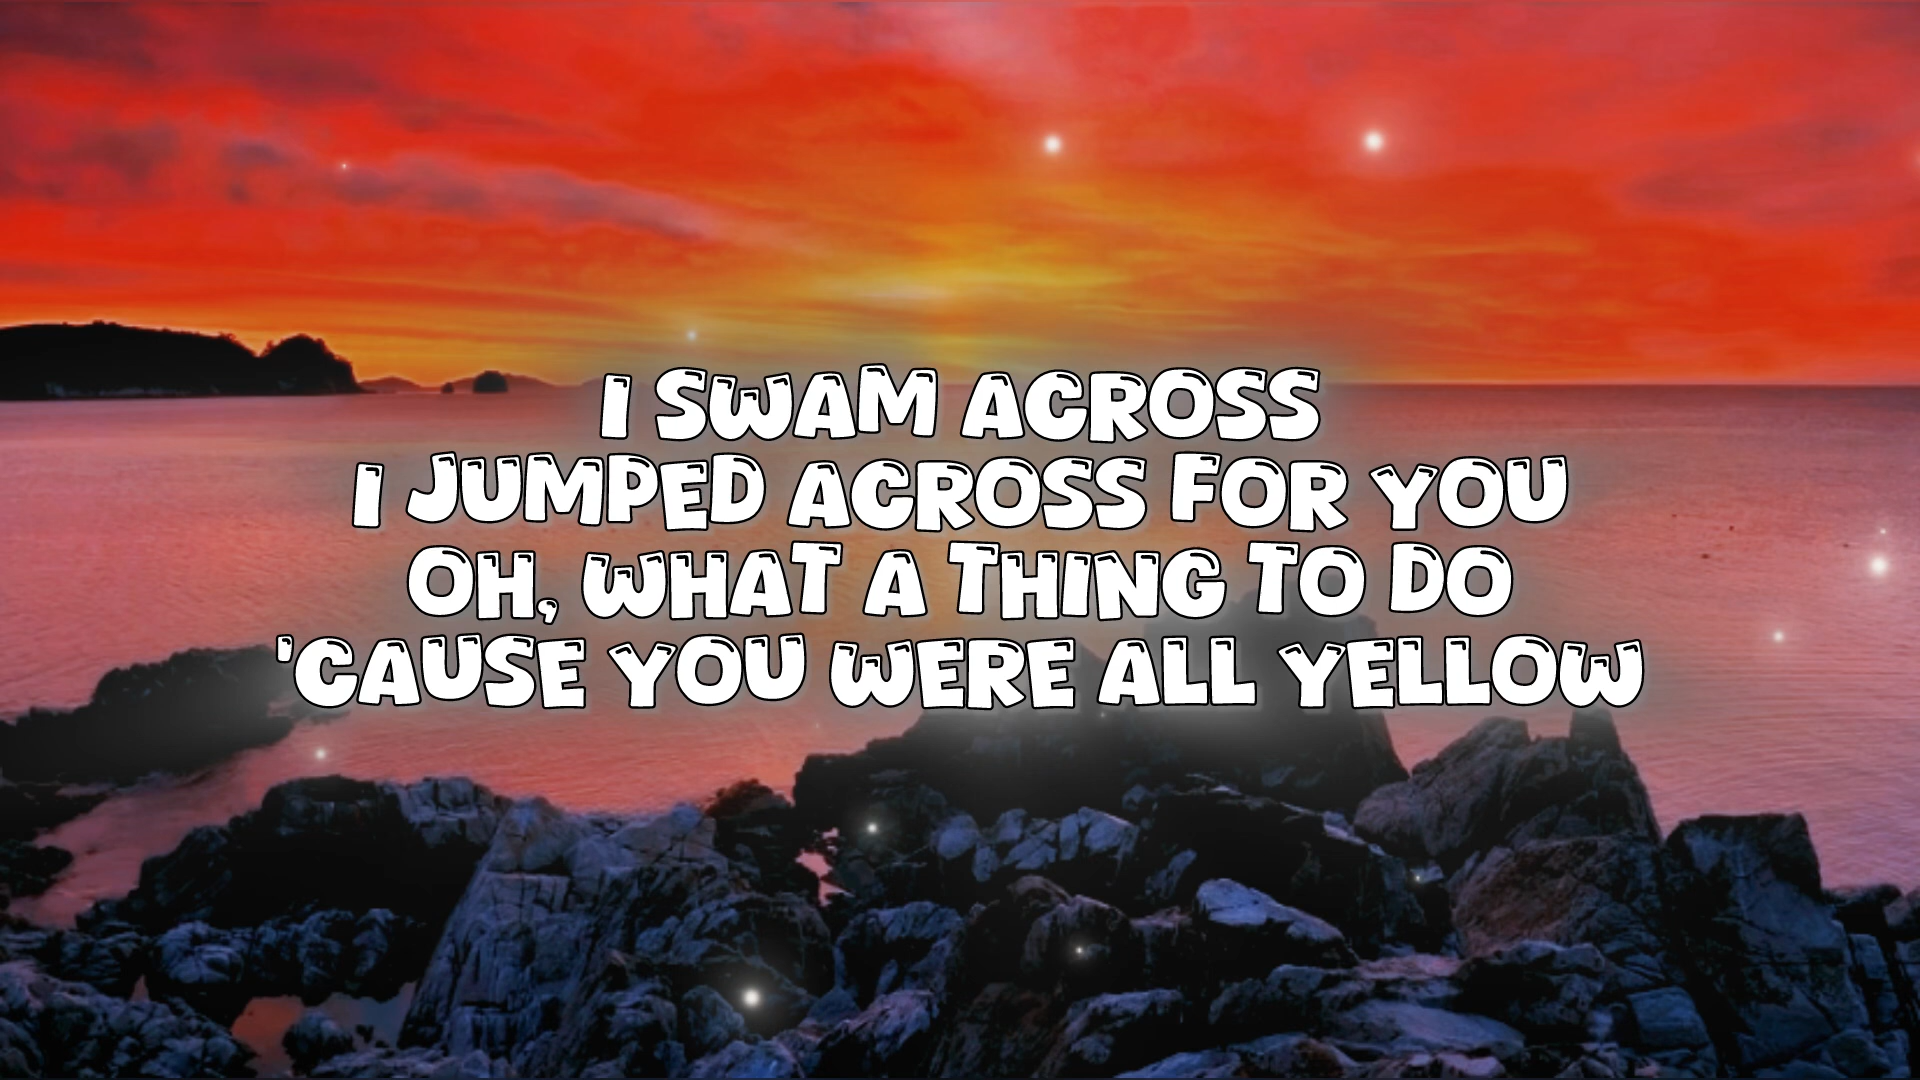 I SWAM ACROSS
I JUMPED ACROSS FOR YOU
OH, WHAT A THING TO DO
'CAUSE YOU WERE ALL YELLOW